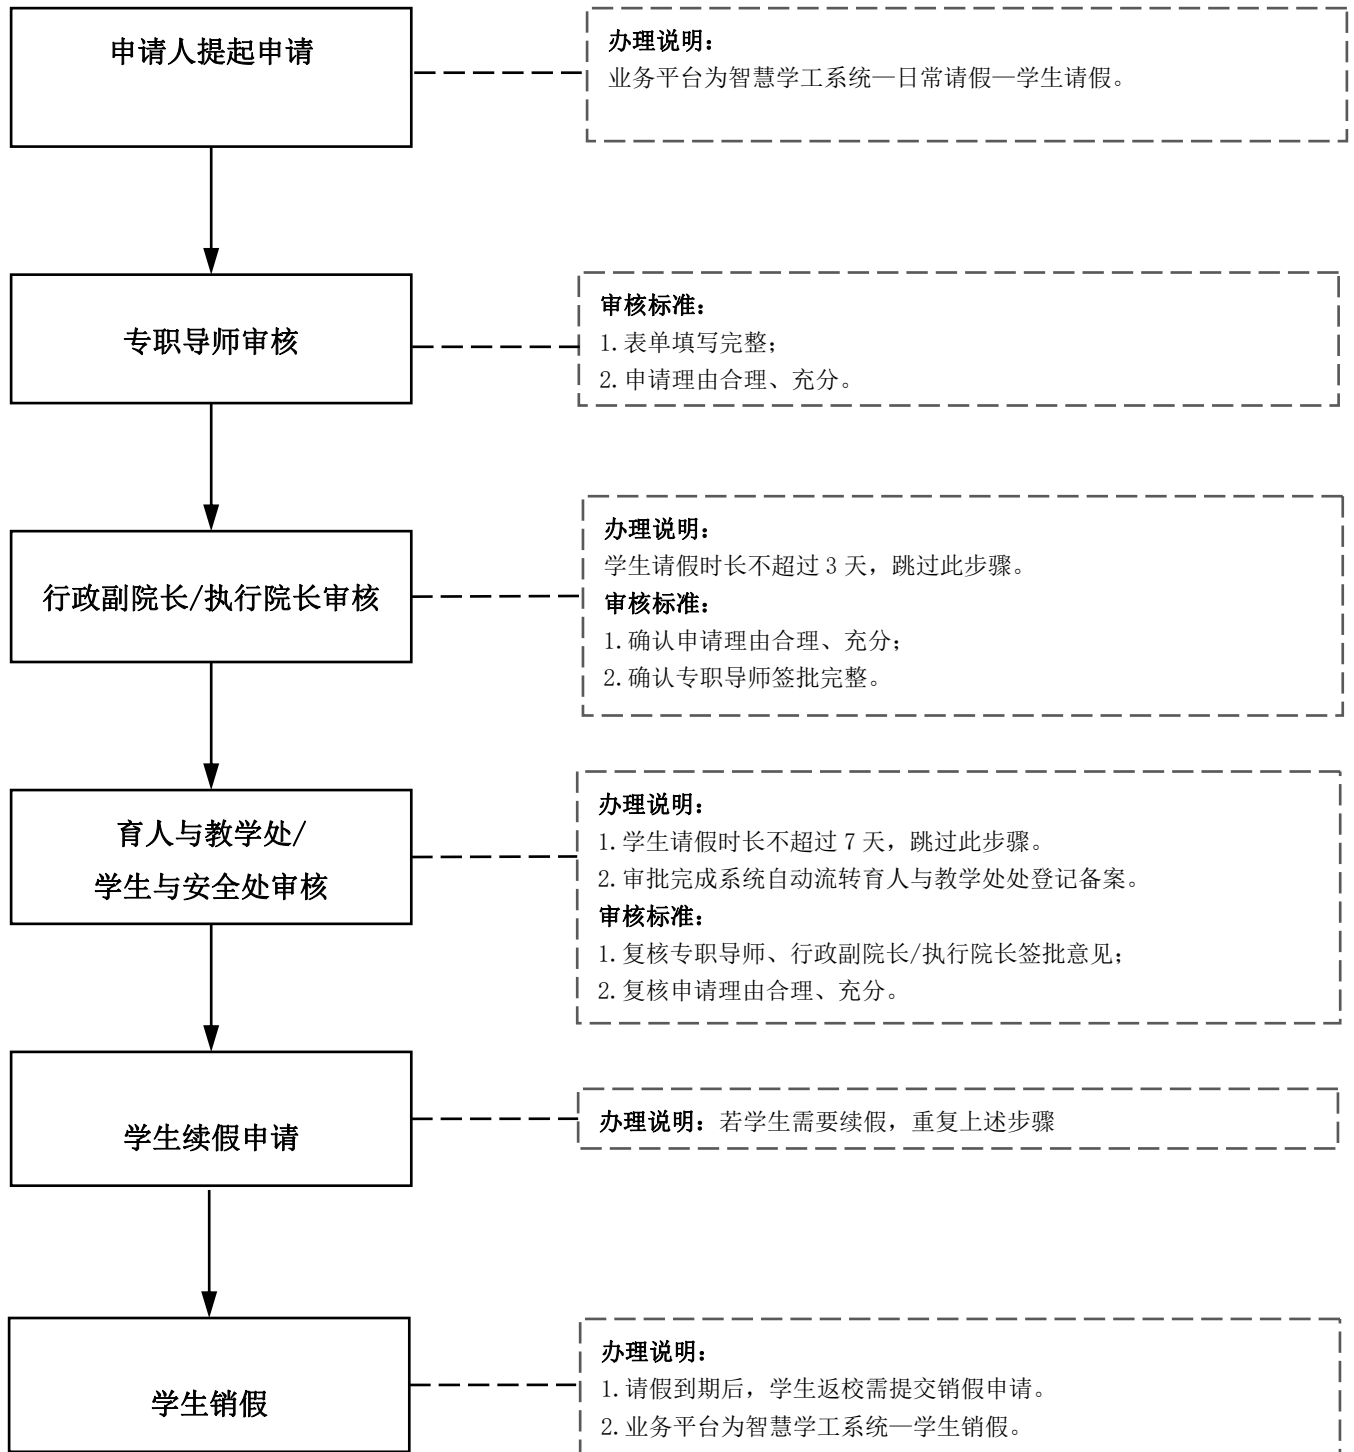 申请人提起申请
办理说明：
业务平台为智慧学工系统—日常请假—学生请假。
专职导师审核
审核标准：
1.表单填写完整；
2.申请理由合理、充分。
行政副院长/执行院长审核
办理说明：
学生请假时长不超过 3 天，跳过此步骤。
审核标准：
1.确认申请理由合理、充分；
2.确认专职导师签批完整。
育人与教学处/
学生与安全处审核
办理说明：
1.学生请假时长不超过 7 天，跳过此步骤。
2.审批完成系统自动流转育人与教学处处登记备案。
审核标准：
1.复核专职导师、行政副院长/执行院长签批意见；
2.复核申请理由合理、充分。
学生续假申请
办理说明：若学生需要续假，重复上述步骤
学生销假
办理说明：
1.请假到期后，学生返校需提交销假申请。
2.业务平台为智慧学工系统—学生销假。